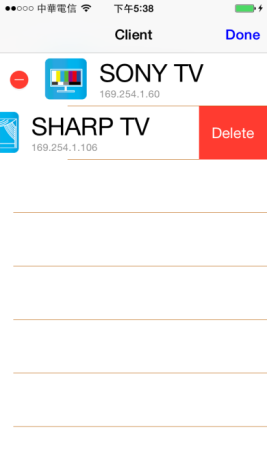 中華電信 下午5:38
Client Done
SONY TV
169.254.1.60
SHARP TV
169.254.1.106
Delete